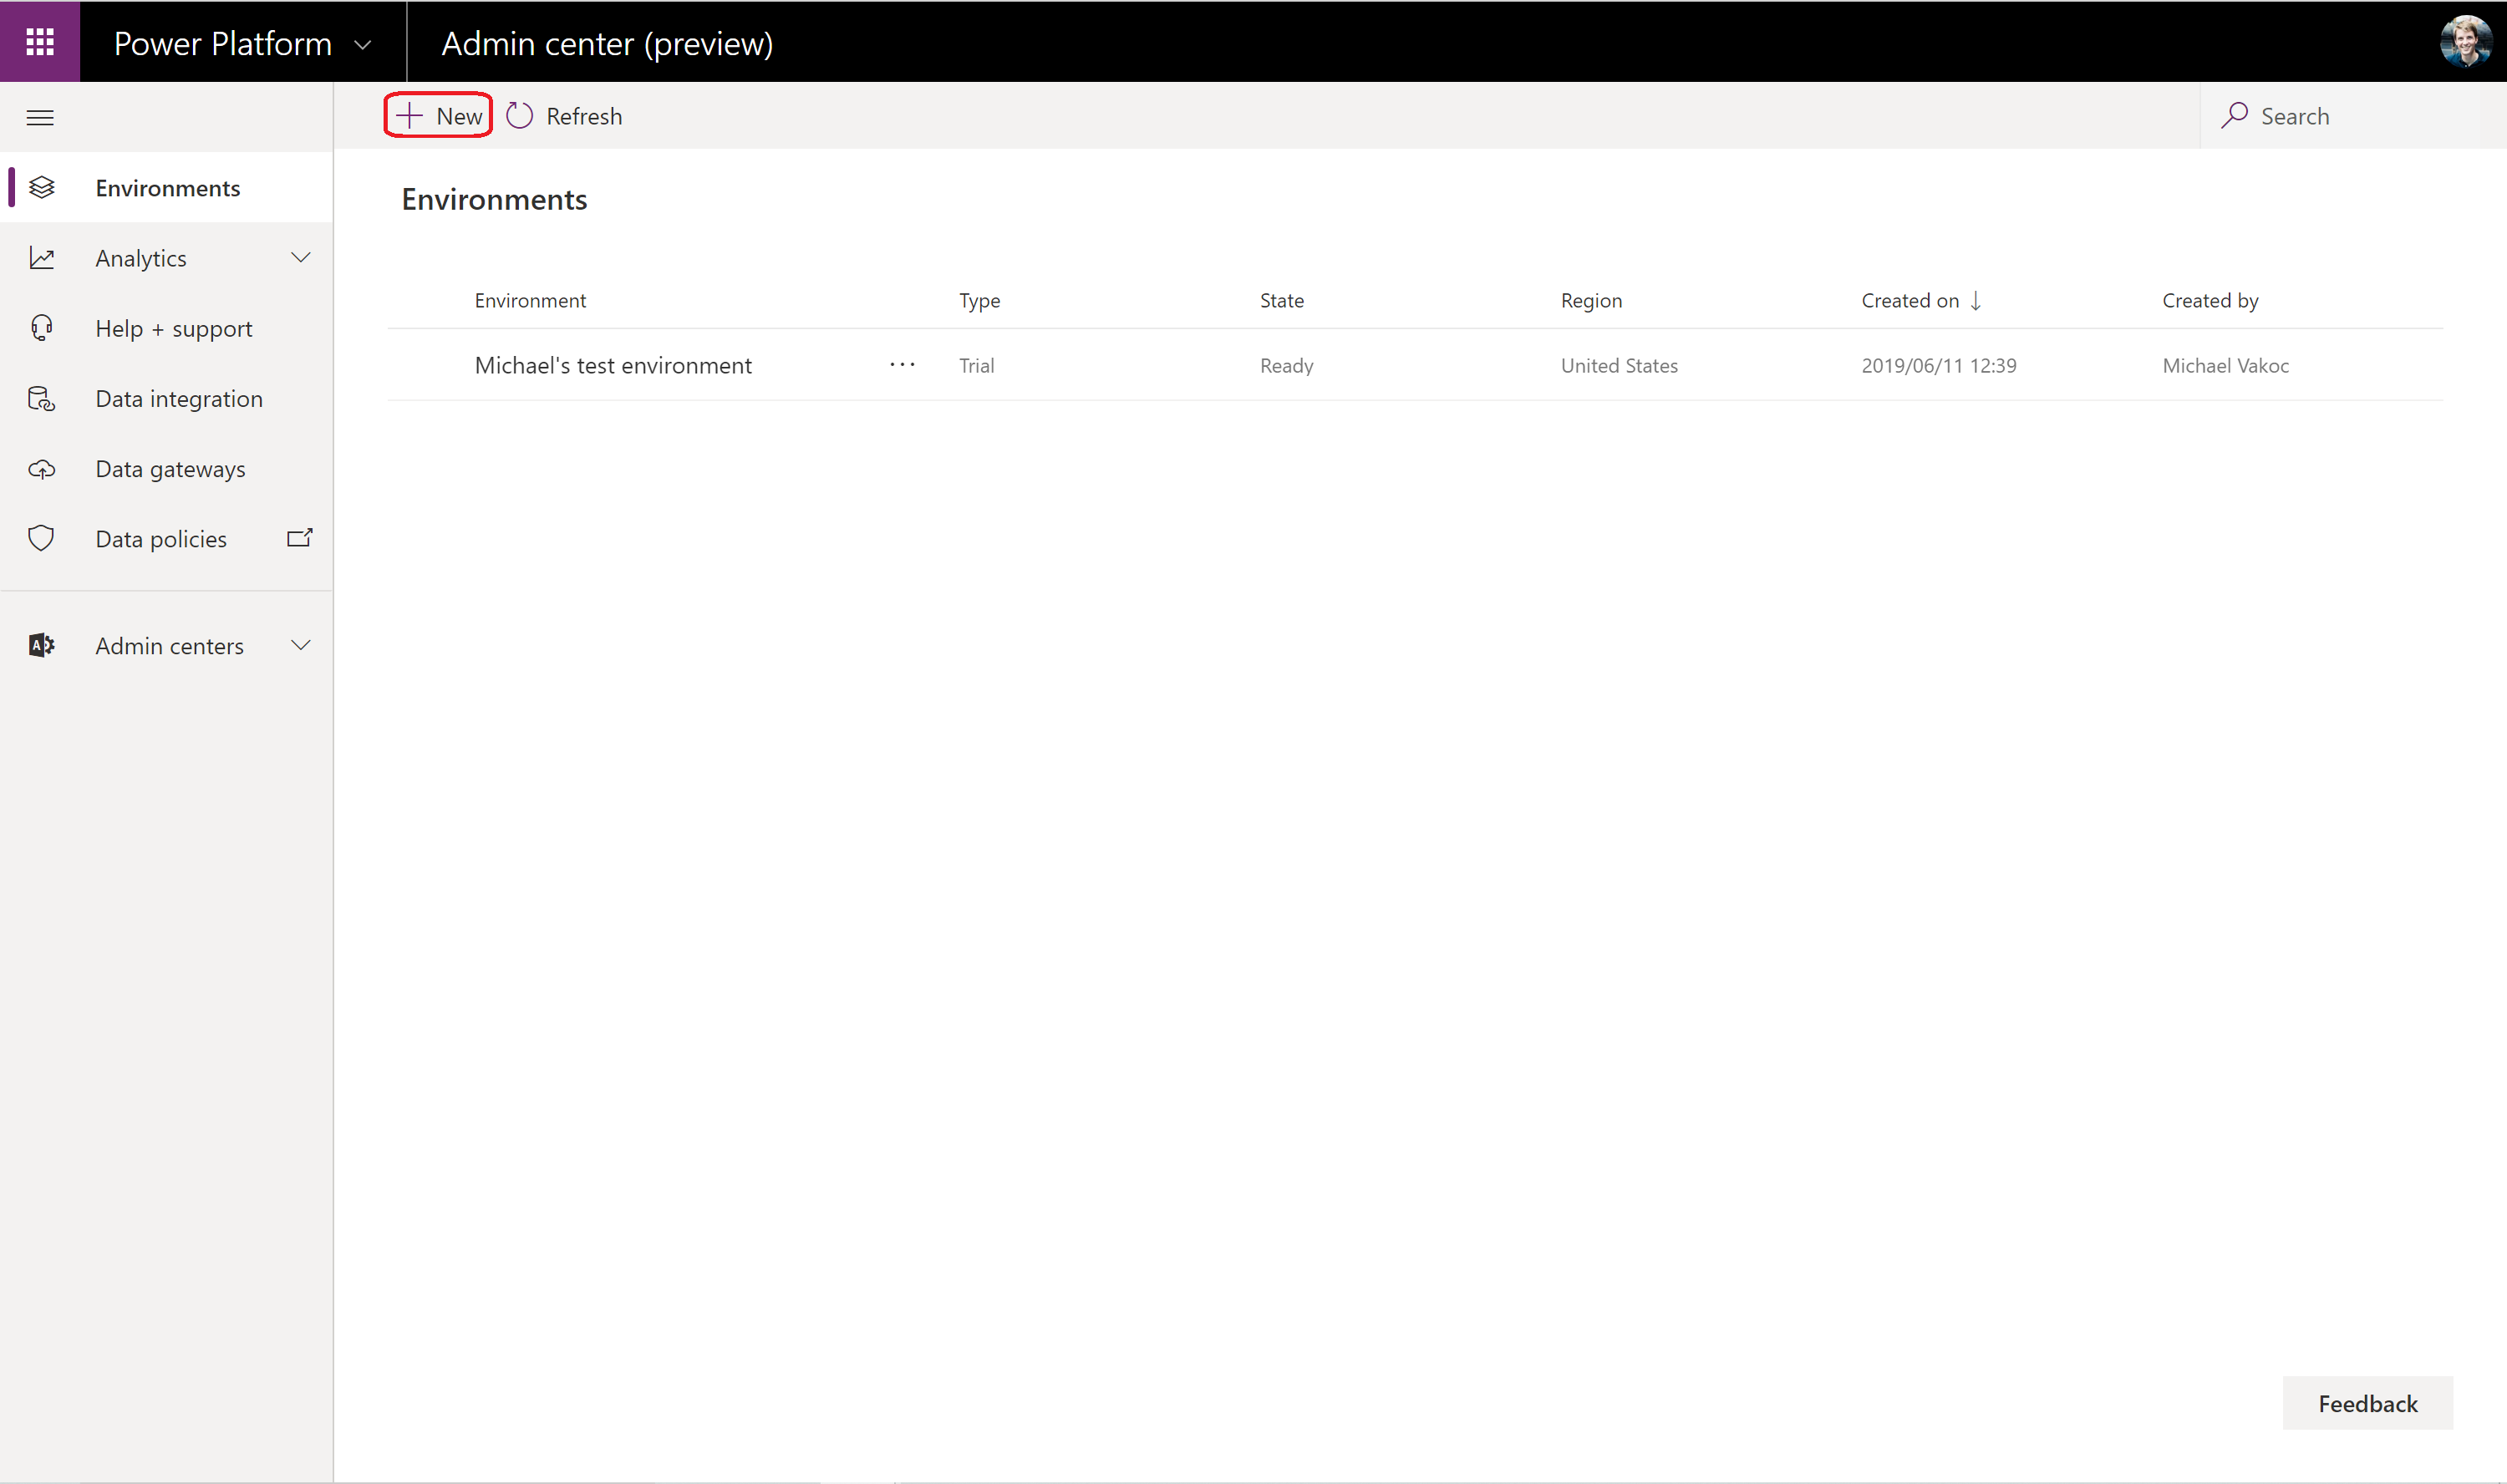 Power Platform
Admin center (preview)
New
Refresh
Search
Environments
Analytics
Help + support
Data integration
Data gateways
Data policies
Admin centers
Environments
Environment Type State Region Created on Created by
Michael's test environment ··· Trial Ready United States 2019/06/11 12:39 Michael Vakoc
Feedback